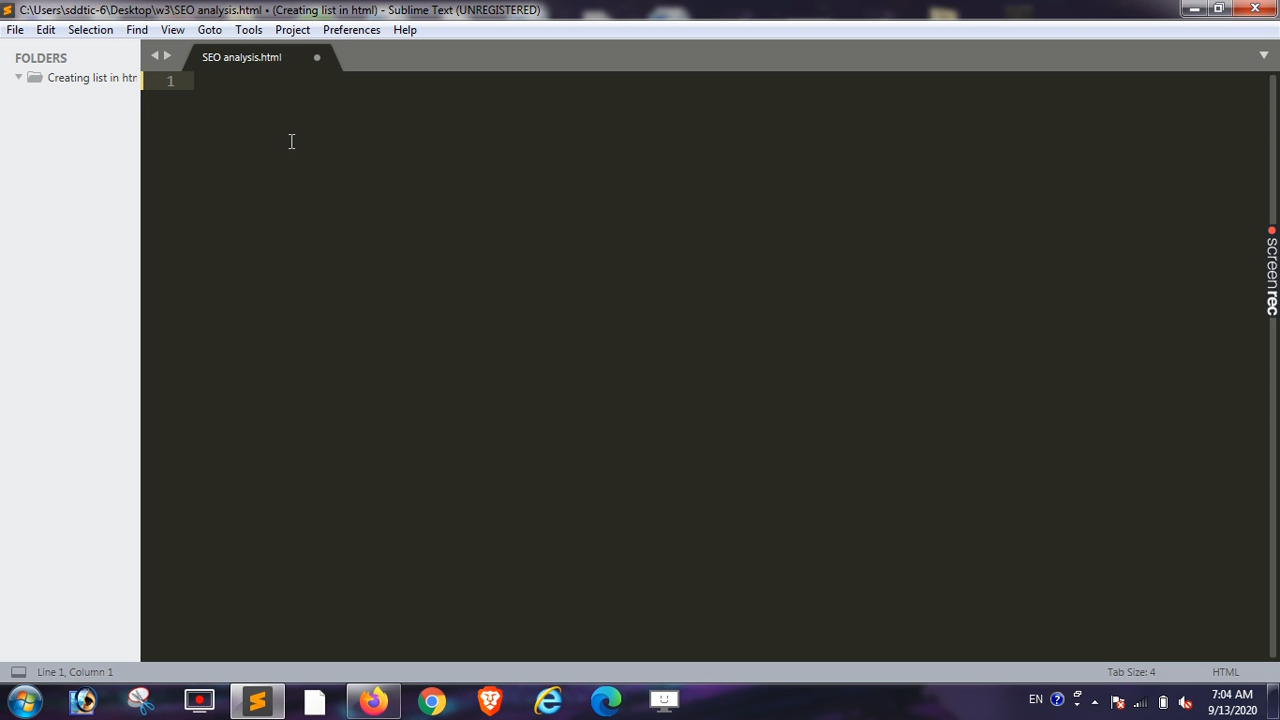 C:\Users\sddtic-6\Desktop\w3\SEO analysis.html • (Creating list in html) - Sublime Text (UNREGISTERED)
File Edit Selection Find View Goto Tools Project Preferences Help
FOLDERS
SEO analysis.html
Creating list in htm
1
screenrec
Line 1, Column 1
Tab Size: 4
HTML
EN
7:04 AM
9/13/2020